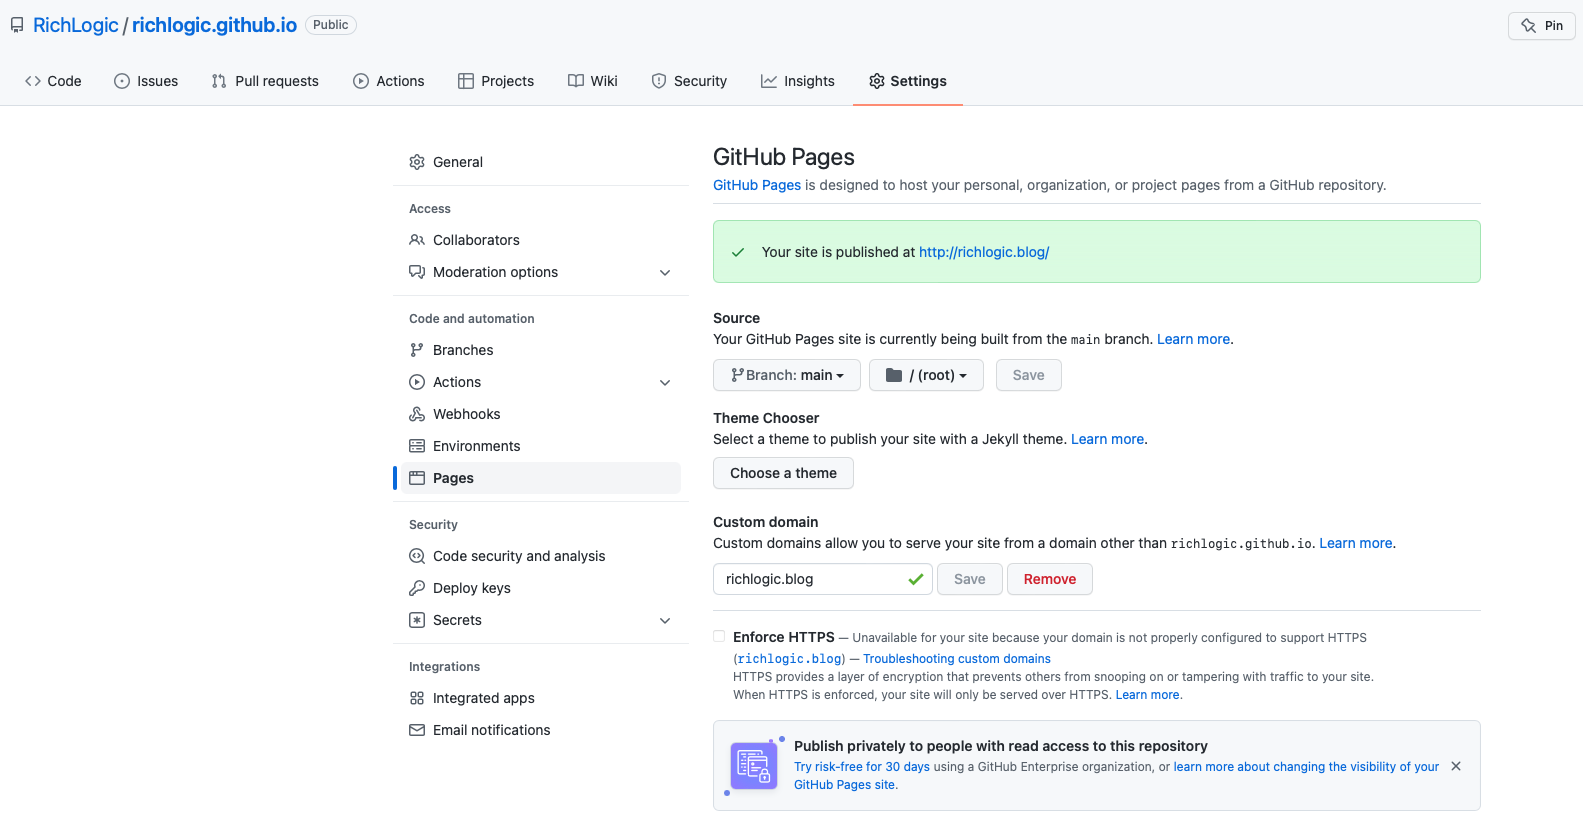 RichLogic / richlogic.github.io Public
Pin
Code Issues Pull requests Actions Projects Wiki Security Insights Settings
General
Access
Collaborators
Moderation options
Code and automation
Branches
Actions
Webhooks
Environments
Pages
Security
Code security and analysis
Deploy keys
Secrets
Integrations
Integrated apps
Email notifications
GitHub Pages
GitHub Pages is designed to host your personal, organization, or project pages from a GitHub repository.
Your site is published at http://richlogic.blog/
Source
Your GitHub Pages site is currently being built from the main branch. Learn more.
Branch: main / (root) Save
Theme Chooser
Select a theme to publish your site with a Jekyll theme. Learn more.
Choose a theme
Custom domain
Custom domains allow you to serve your site from a domain other than richlogic.github.io. Learn more.
richlogic.blog Save Remove
Enforce HTTPS — Unavailable for your site because your domain is not properly configured to support HTTPS
(richlogic.blog) — Troubleshooting custom domains
HTTPS provides a layer of encryption that prevents others from snooping on or tampering with traffic to your site.
When HTTPS is enforced, your site will only be served over HTTPS. Learn more.
Publish privately to people with read access to this repository
Try risk-free for 30 days using a GitHub Enterprise organization, or learn more about changing the visibility of your
GitHub Pages site.